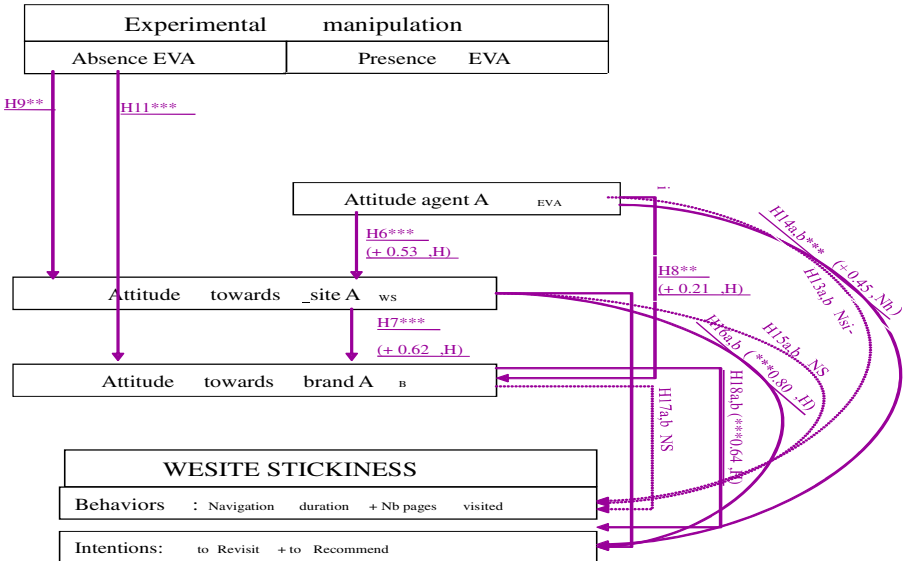 Experimental manipulation
Absence EVA Presence EVA
H9** H11***
Attitude agent A EVA
H6***
(+ 0.53 ,H)
H8**
(+ 0.21 ,H)
H14a,b*** (+0,45, Nh)
H13a,b Nsi-
Attitude towards _site A WS
H7***
(+ 0.62 ,H)
H15a,b NS
H16a,b (***0.80 ,H)
Attitude towards brand A B
H17a,b NS
H18a,b (***0.64 ,H)
WESITE STICKINESS
Behaviors : Navigation duration + Nb pages visited
Intentions: to Revisit + to Recommend